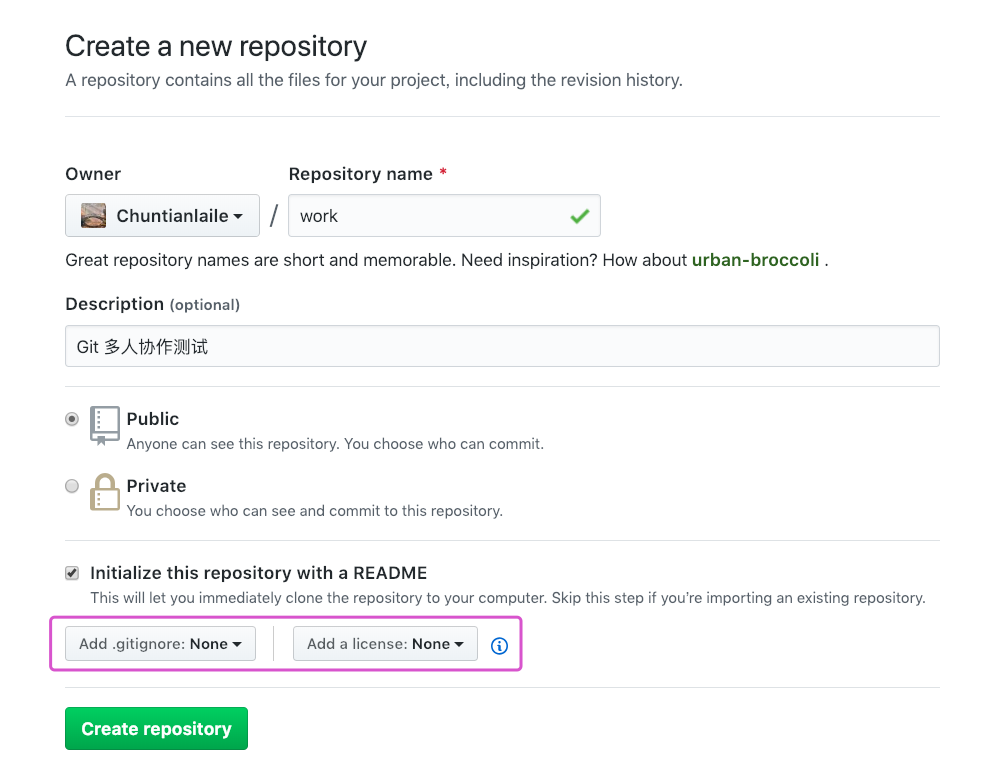 Create a new repository
A repository contains all the files for your project, including the revision history.
Owner
Repository name *
Chuntianlaile
/
work
Great repository names are short and memorable. Need inspiration? How about urban-broccoli .
Description (optional)
Git 多人协作测试
Public
Anyone can see this repository. You choose who can commit.
Private
You choose who can see and commit to this repository.
Initialize this repository with a README
This will let you immediately clone the repository to your computer. Skip this step if you’re importing an existing repository.
Add .gitignore: None
Add a license: None
Create repository